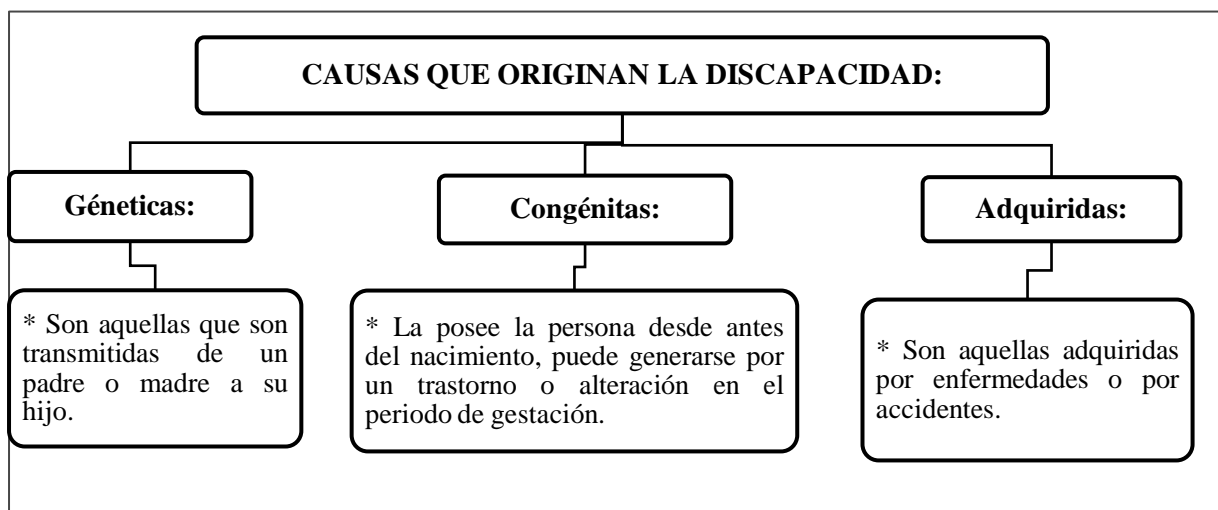 CAUSAS QUE ORIGINAN LA DISCAPACIDAD:
Géneticas:
Congénitas:
Adquiridas:
* Son aquellas que son
transmitidas de un
padre o madre a su
hijo.
* La posee la persona desde antes
del nacimiento, puede generarse por
un trastorno o alteración en el
periodo de gestación.
* Son aquellas adquiridas
por enfermedades o por
accidentes.